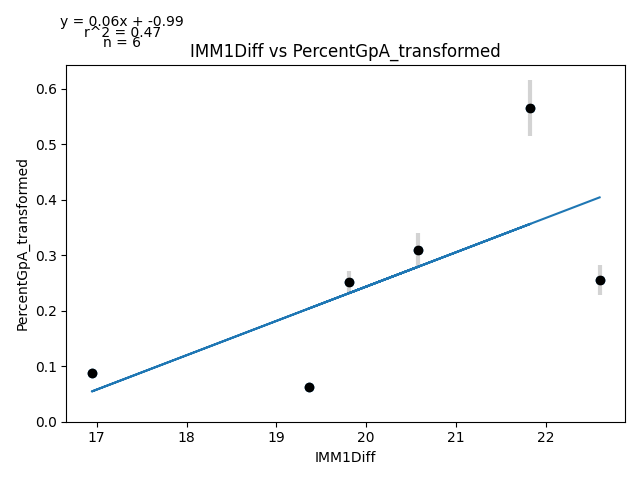 y = 0.06x + -0.99
r^2 = 0.47
n = 6
IMM1Diff vs PercentGpA_transformed
PercentGpA_transformed
0.6
0.5
0.4
0.3
0.2
0.1
0.0
17 18 19 20 21 22
IMM1Diff